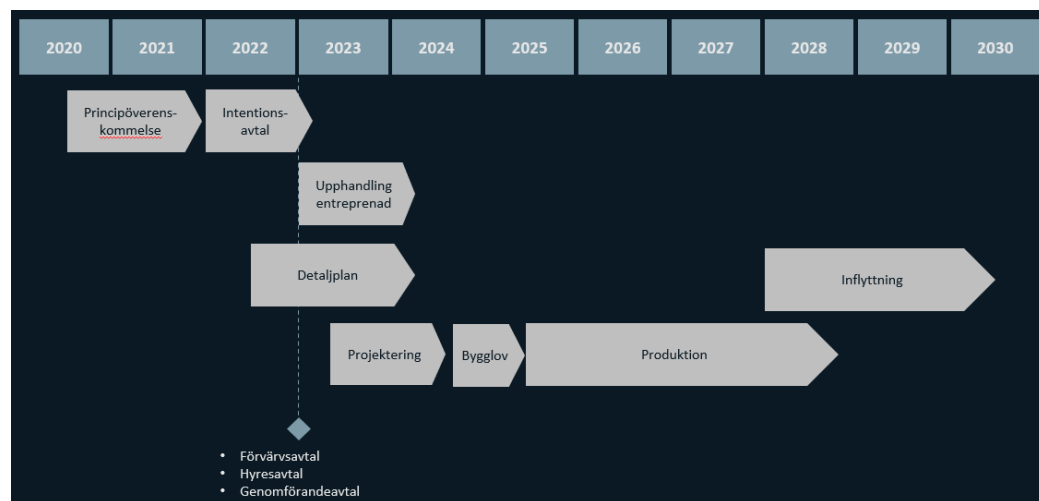 2020 2021 2022 2023 2024 2025 2026 2027 2028 2029 2030
Principöverens-
kommelse
Intentions-
avtal
Upphandling
entreprenad
Detaljplan
Inflyttning
Projektering
Bygglov
Produktion
• Förvärvsavtal
• Hyresavtal
• Genomförandeavtal